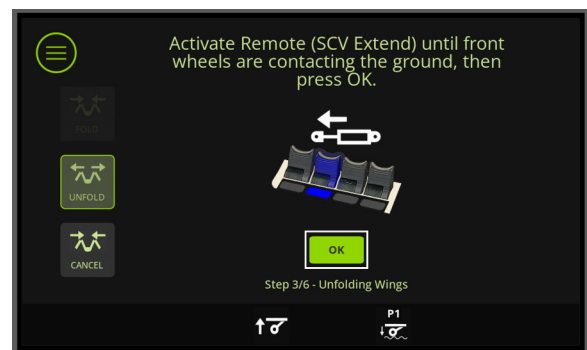 Activate Remote (SCV Extend) until front
wheels are contacting the ground, then
press OK.
FOLD
UNFOLD
CANCEL
OK
Step 3/6 - Unfolding Wings
P1